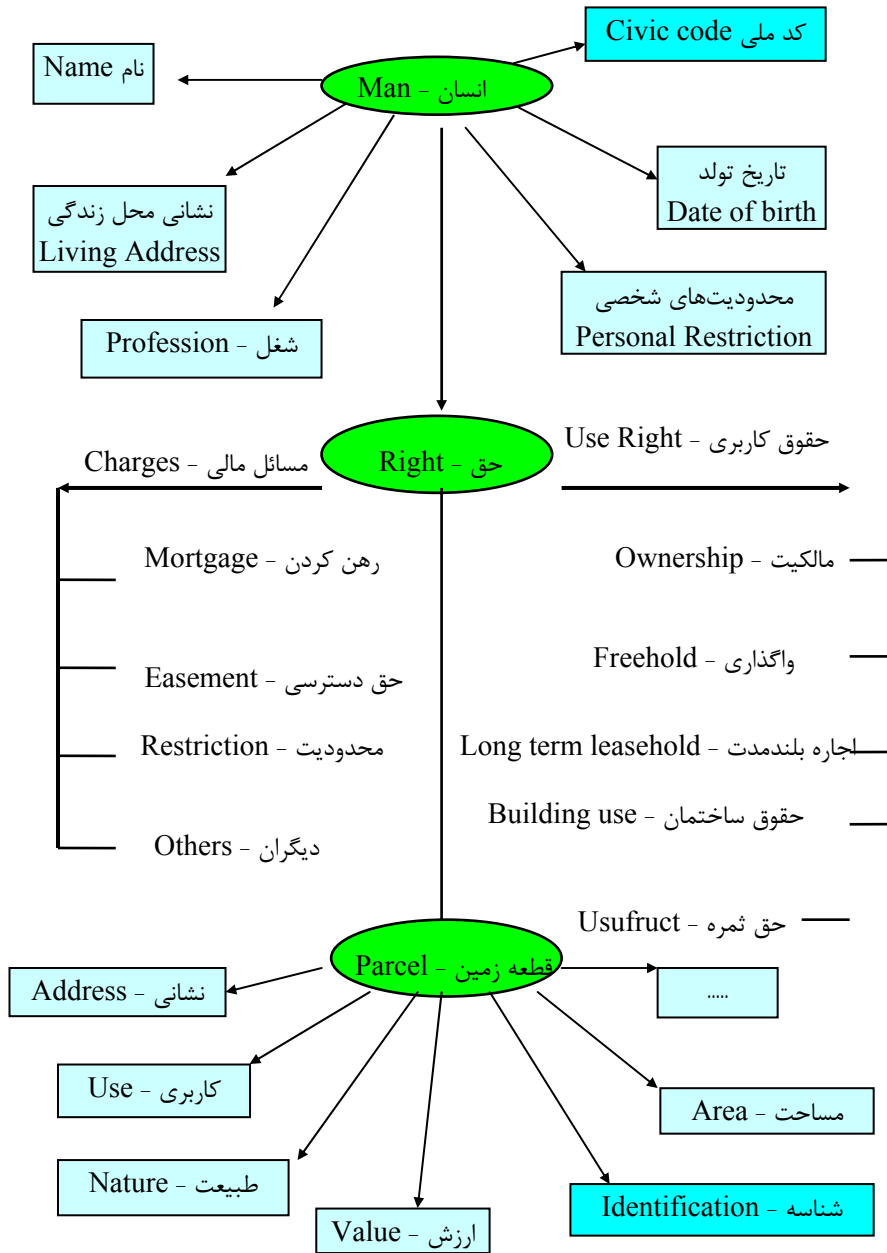 Civic code کد ملی
Name نام
Man - انسان
تاریخ تولد
Date of birth
نشانی محل زندگی
Living Address
محدودیت‌های شخصی
Personal Restriction
Profession - شغل
Use Right - حقوق کاربری
Charges - مسائل مالی
Right - حق
Mortgage - رهن کردن
Ownership - مالکیت
Freehold - واگذاری
Easement - حق دسترسی
Restriction - محدودیت
Long term leasehold - اجاره بلندمدت
Building use - حقوق ساختمان
Others - دیگران
Usufruct - حق ثمره
Parcel - قطعه زمین
Address - نشانی
.....
Use - کاربری
Area - مساحت
Nature - طبیعت
Identification - شناسه
Value - ارزش